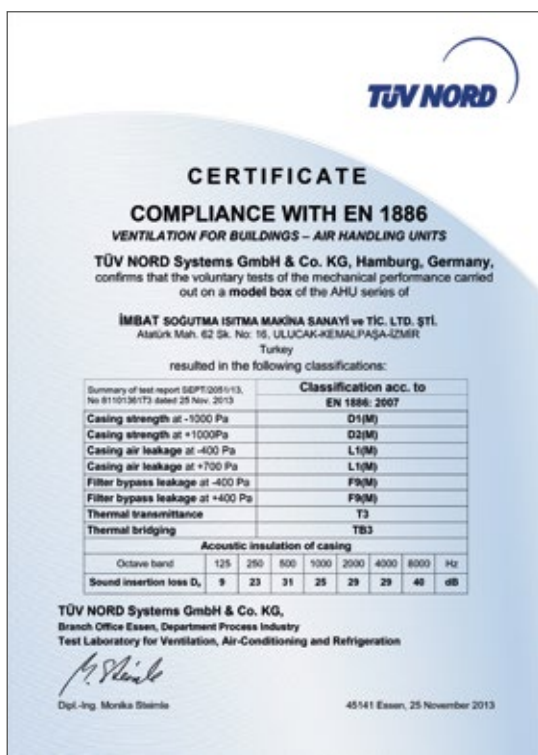 TÜV NORD
CERTIFICATE
COMPLIANCE WITH EN 1886
VENTILATION FOR BUILDINGS – AIR HANDLING UNITS
TÜV NORD Systems GmbH & Co. KG, Hamburg, Germany,
confirms that the voluntary tests of the mechanical performance carried
out on a model box of the AHU series of
İMBAT SOĞUTMA ISITMA MAKİNA SANAYİ ve TİC. LTD. ŞTİ.
Atatürk Mah. 62 Sk. No: 16, ULUCAK-KEMALPAŞA-İZMİR
Turkey
resulted in the following classifications:
Summary of test report Classification acc. to
dated 25 Nov. 2013 EN 1886: 2007
Casing strength at -1000 Pa D1(M)
Casing strength at +1000Pa D2(M)
Casing air leakage at -400 Pa L1(M)
Casing air leakage at +700 Pa L1(M)
Filter bypass leakage at -400 Pa F9(M)
Filter bypass leakage at +400 Pa F9(M)
Thermal transmittance T3
Thermal bridging TB3
Acoustic insulation of casing
Octave band 125 250 500 1000 2000 4000 8000 Hz
Sound insertion loss 9 23 31 25 29 29 40 dB
TÜV NORD Systems GmbH & Co. KG,
Branch Office Essen, Department Process Industry
Test Laboratory for Ventilation, Air-Conditioning and Refrigeration
M. Steimle
Dipl.-Ing. Monika Steimle 45141 Essen, 25 November 2013